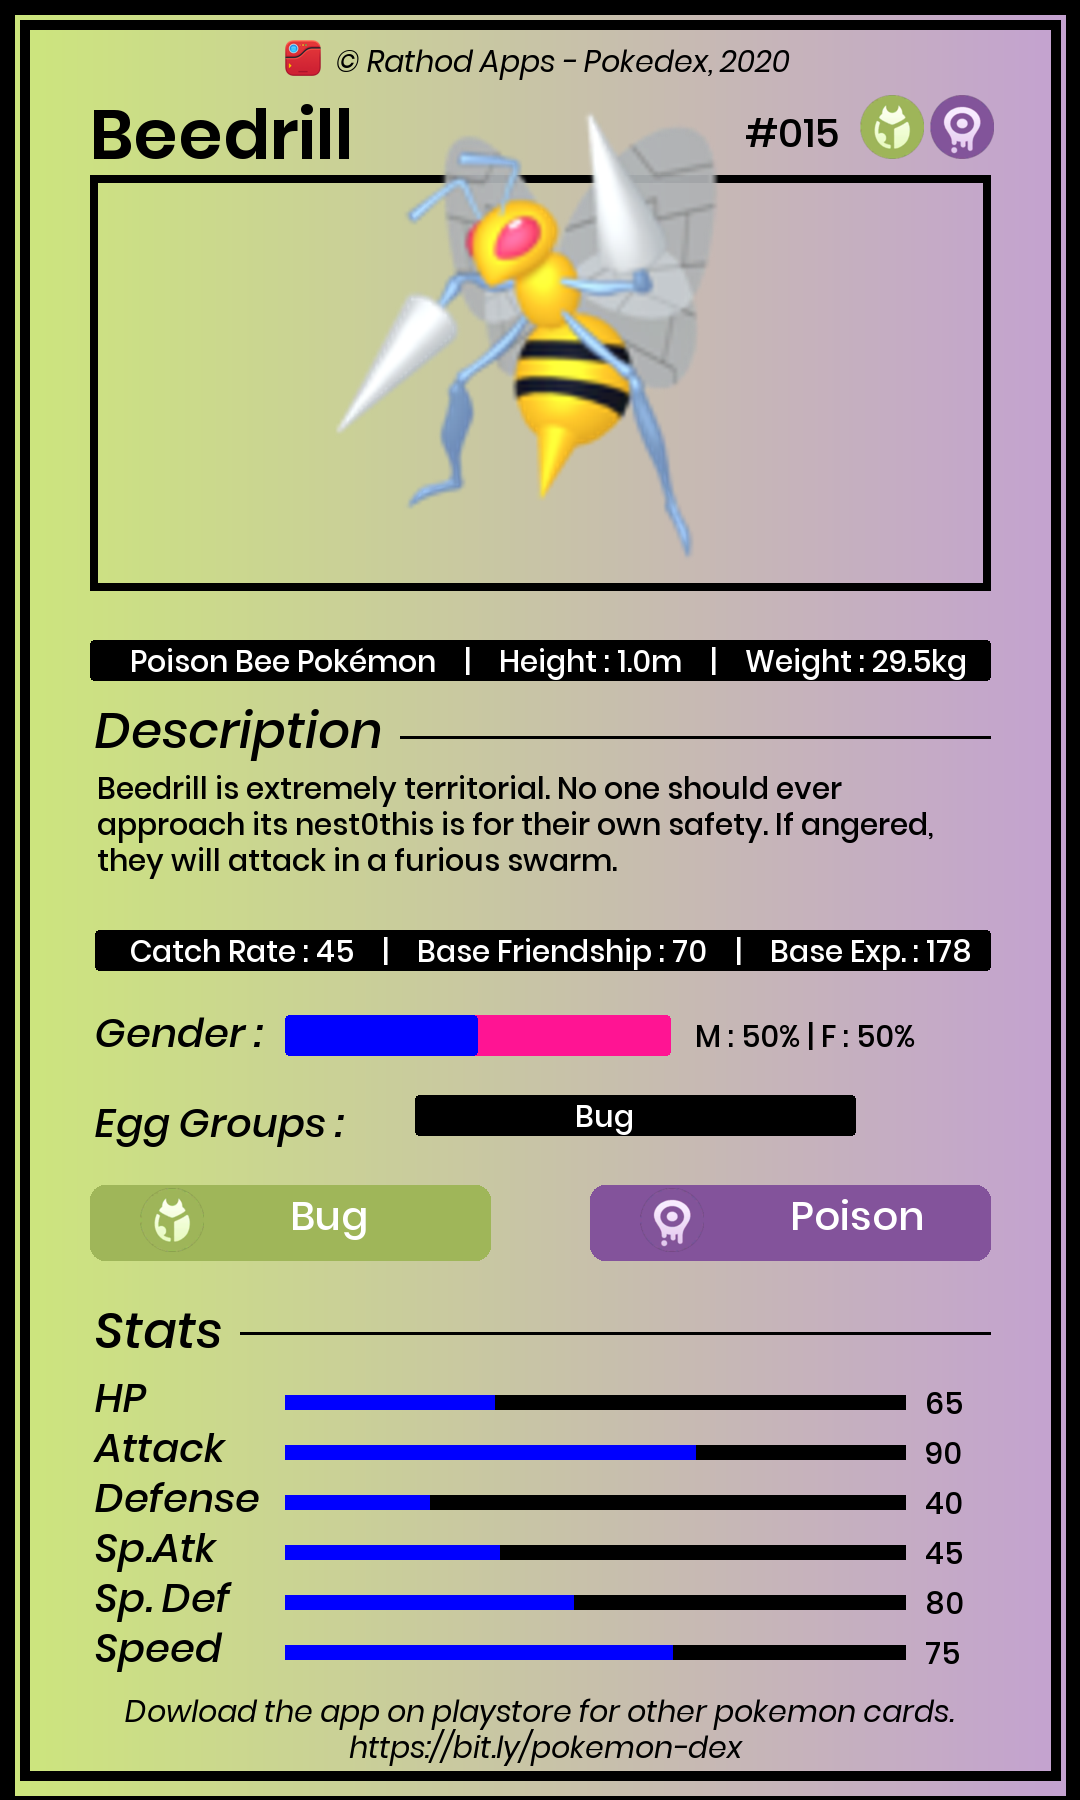 © Rathod Apps - Pokedex, 2020
Beedrill #015
Poison Bee Pokémon | Height : 1.0m | Weight : 29.5kg
Description
Beedrill is extremely territorial. No one should ever
approach its nest0this is for their own safety. If angered,
they will attack in a furious swarm.
Catch Rate : 45 | Base Friendship : 70 | Base Exp. : 178
Gender : M : 50% | F : 50%
Egg Groups : Bug
Bug Poison
Stats
HP 65
Attack 90
Defense 40
Sp.Atk 45
Sp. Def 80
Speed 75
Dowload the app on playstore for other pokemon cards.
https://bit.ly/pokemon-dex